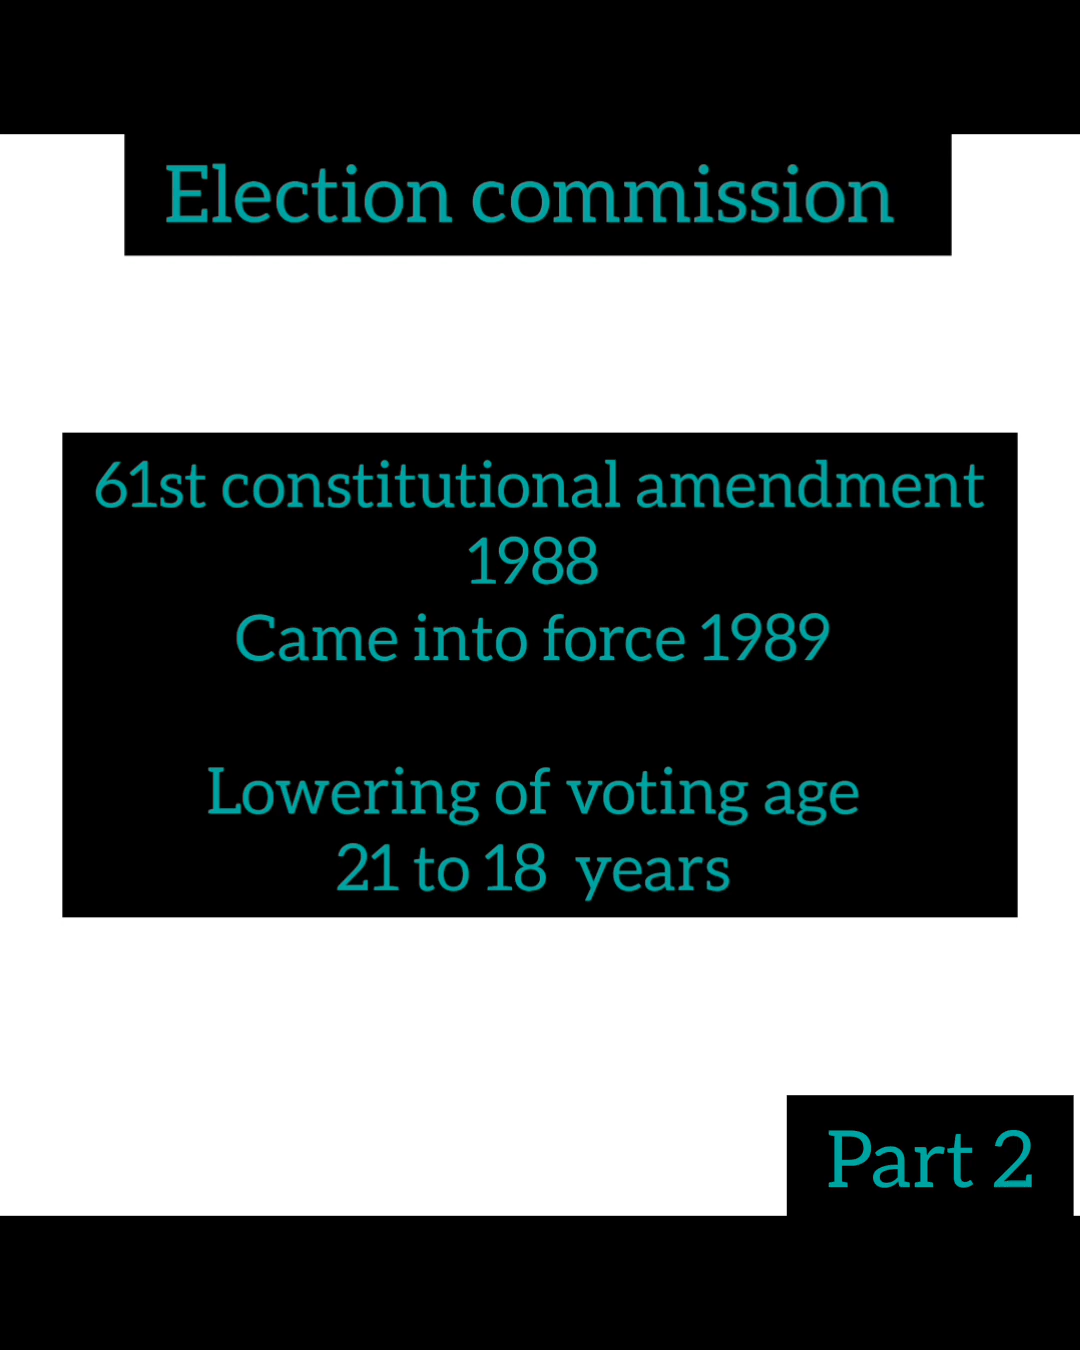 Election commission
61st constitutional amendment
1988
Came into force 1989
Lowering of voting age
21 to 18 years
Part 2